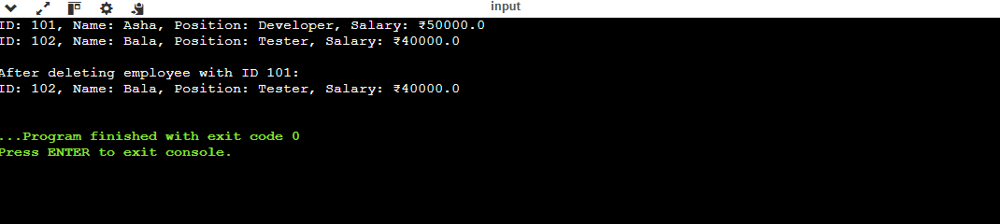 input
ID: 101, Name: Asha, Position: Developer, Salary: ₹50000.0
ID: 102, Name: Bala, Position: Tester, Salary: ₹40000.0
After deleting employee with ID 101:
ID: 102, Name: Bala, Position: Tester, Salary: ₹40000.0
...Program finished with exit code 0
Press ENTER to exit console.